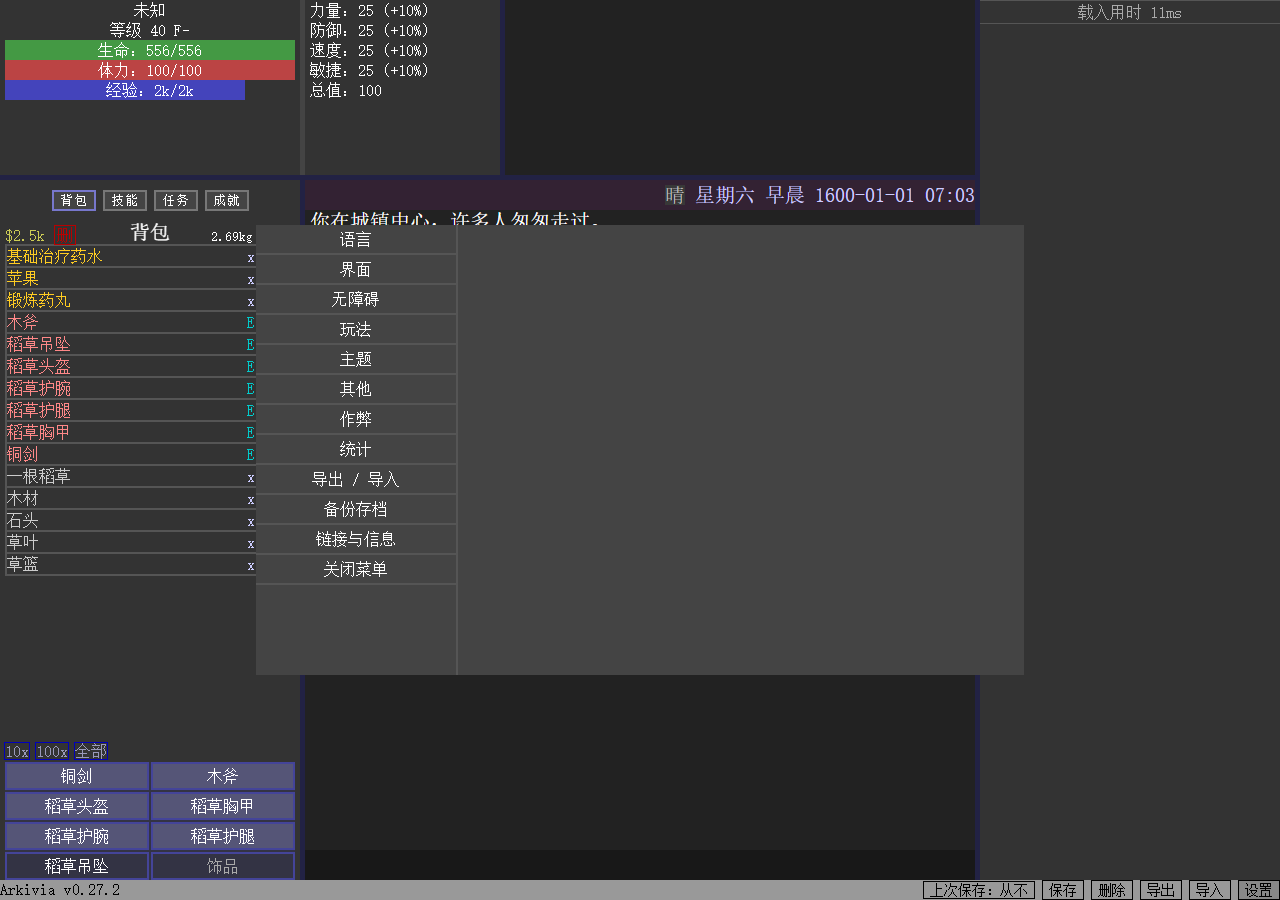 未知
等级 40 F-
生命: 556/556
体力: 100/100
经验: 2k/2k
力量: 25 (+10%)
防御: 25 (+10%)
速度: 25 (+10%)
敏捷: 25 (+10%)
总值: 100
载入用时 11ms
背包 技能 任务 成就
晴 星期六 早晨 1600-01-01 07:03
你在城镇中心，许多人匆匆走过。
$2.5k 背包 2.69kg
基础治疗药水 x
苹果 x
锻炼药丸 x
木斧 E
稻草吊坠 E
稻草头盔 E
稻草护腕 E
稻草护腿 E
稻草胸甲 E
铜剑 E
一根稻草 x
木材 x
石头 x
草叶 x
草篮 x
语言
界面
无障碍
玩法
主题
其他
作弊
统计
导出 / 导入
备份存档
链接与信息
关闭菜单
10x 100x 全部
铜剑 木斧
稻草头盔 稻草胸甲
稻草护腕 稻草护腿
稻草吊坠 饰品
Arkivia v0.27.2 上次保存: 从不 保存 删除 导出 导入 设置